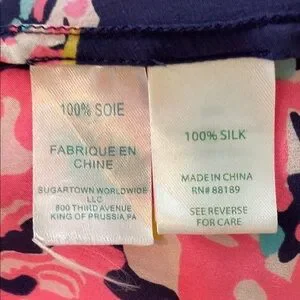 100% SOIE
FABRIQUE EN
CHINE
SUGARTOWN WORLDWIDE
LLC
800 THIRD AVENUE
KING OF PRUSSIA PA
100% SILK
MADE IN CHINA
RN# 88189
SEE REVERSE
FOR CARE